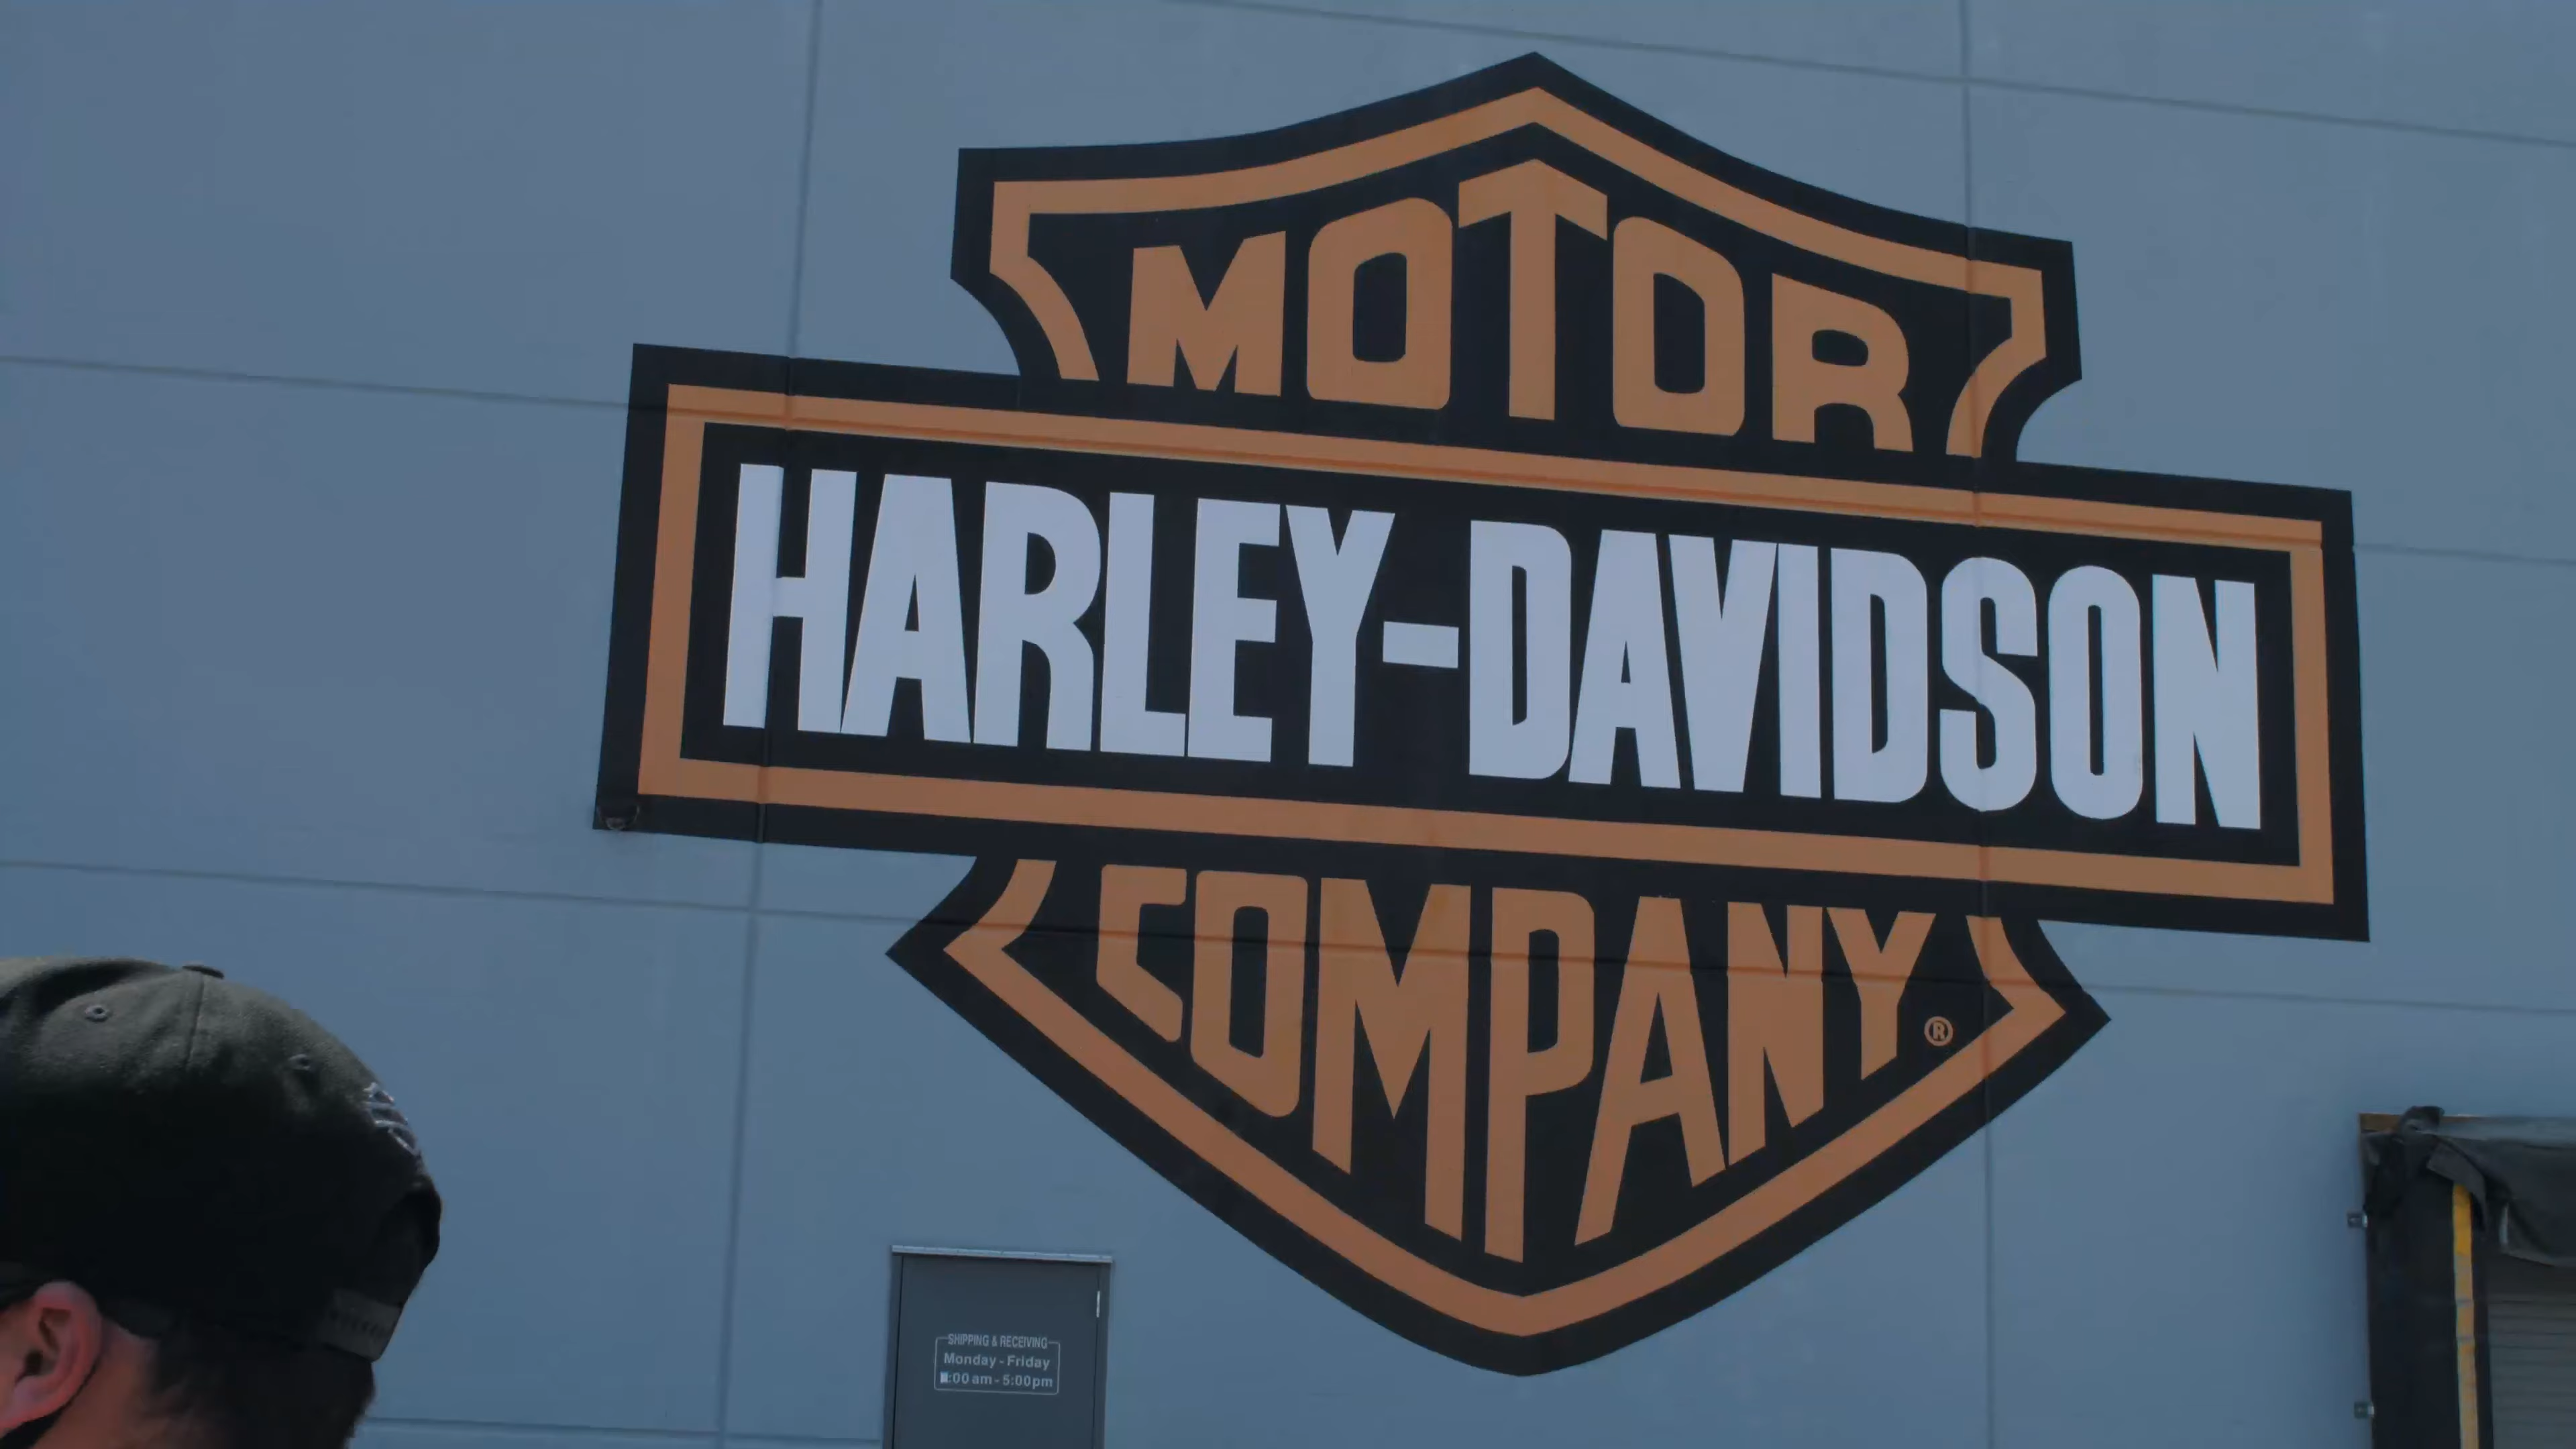 MOTOR
HARLEY-DAVIDSON
COMPANY®
SHIPPING & RECEIVING
Monday - Friday
:00 am - 5:00pm